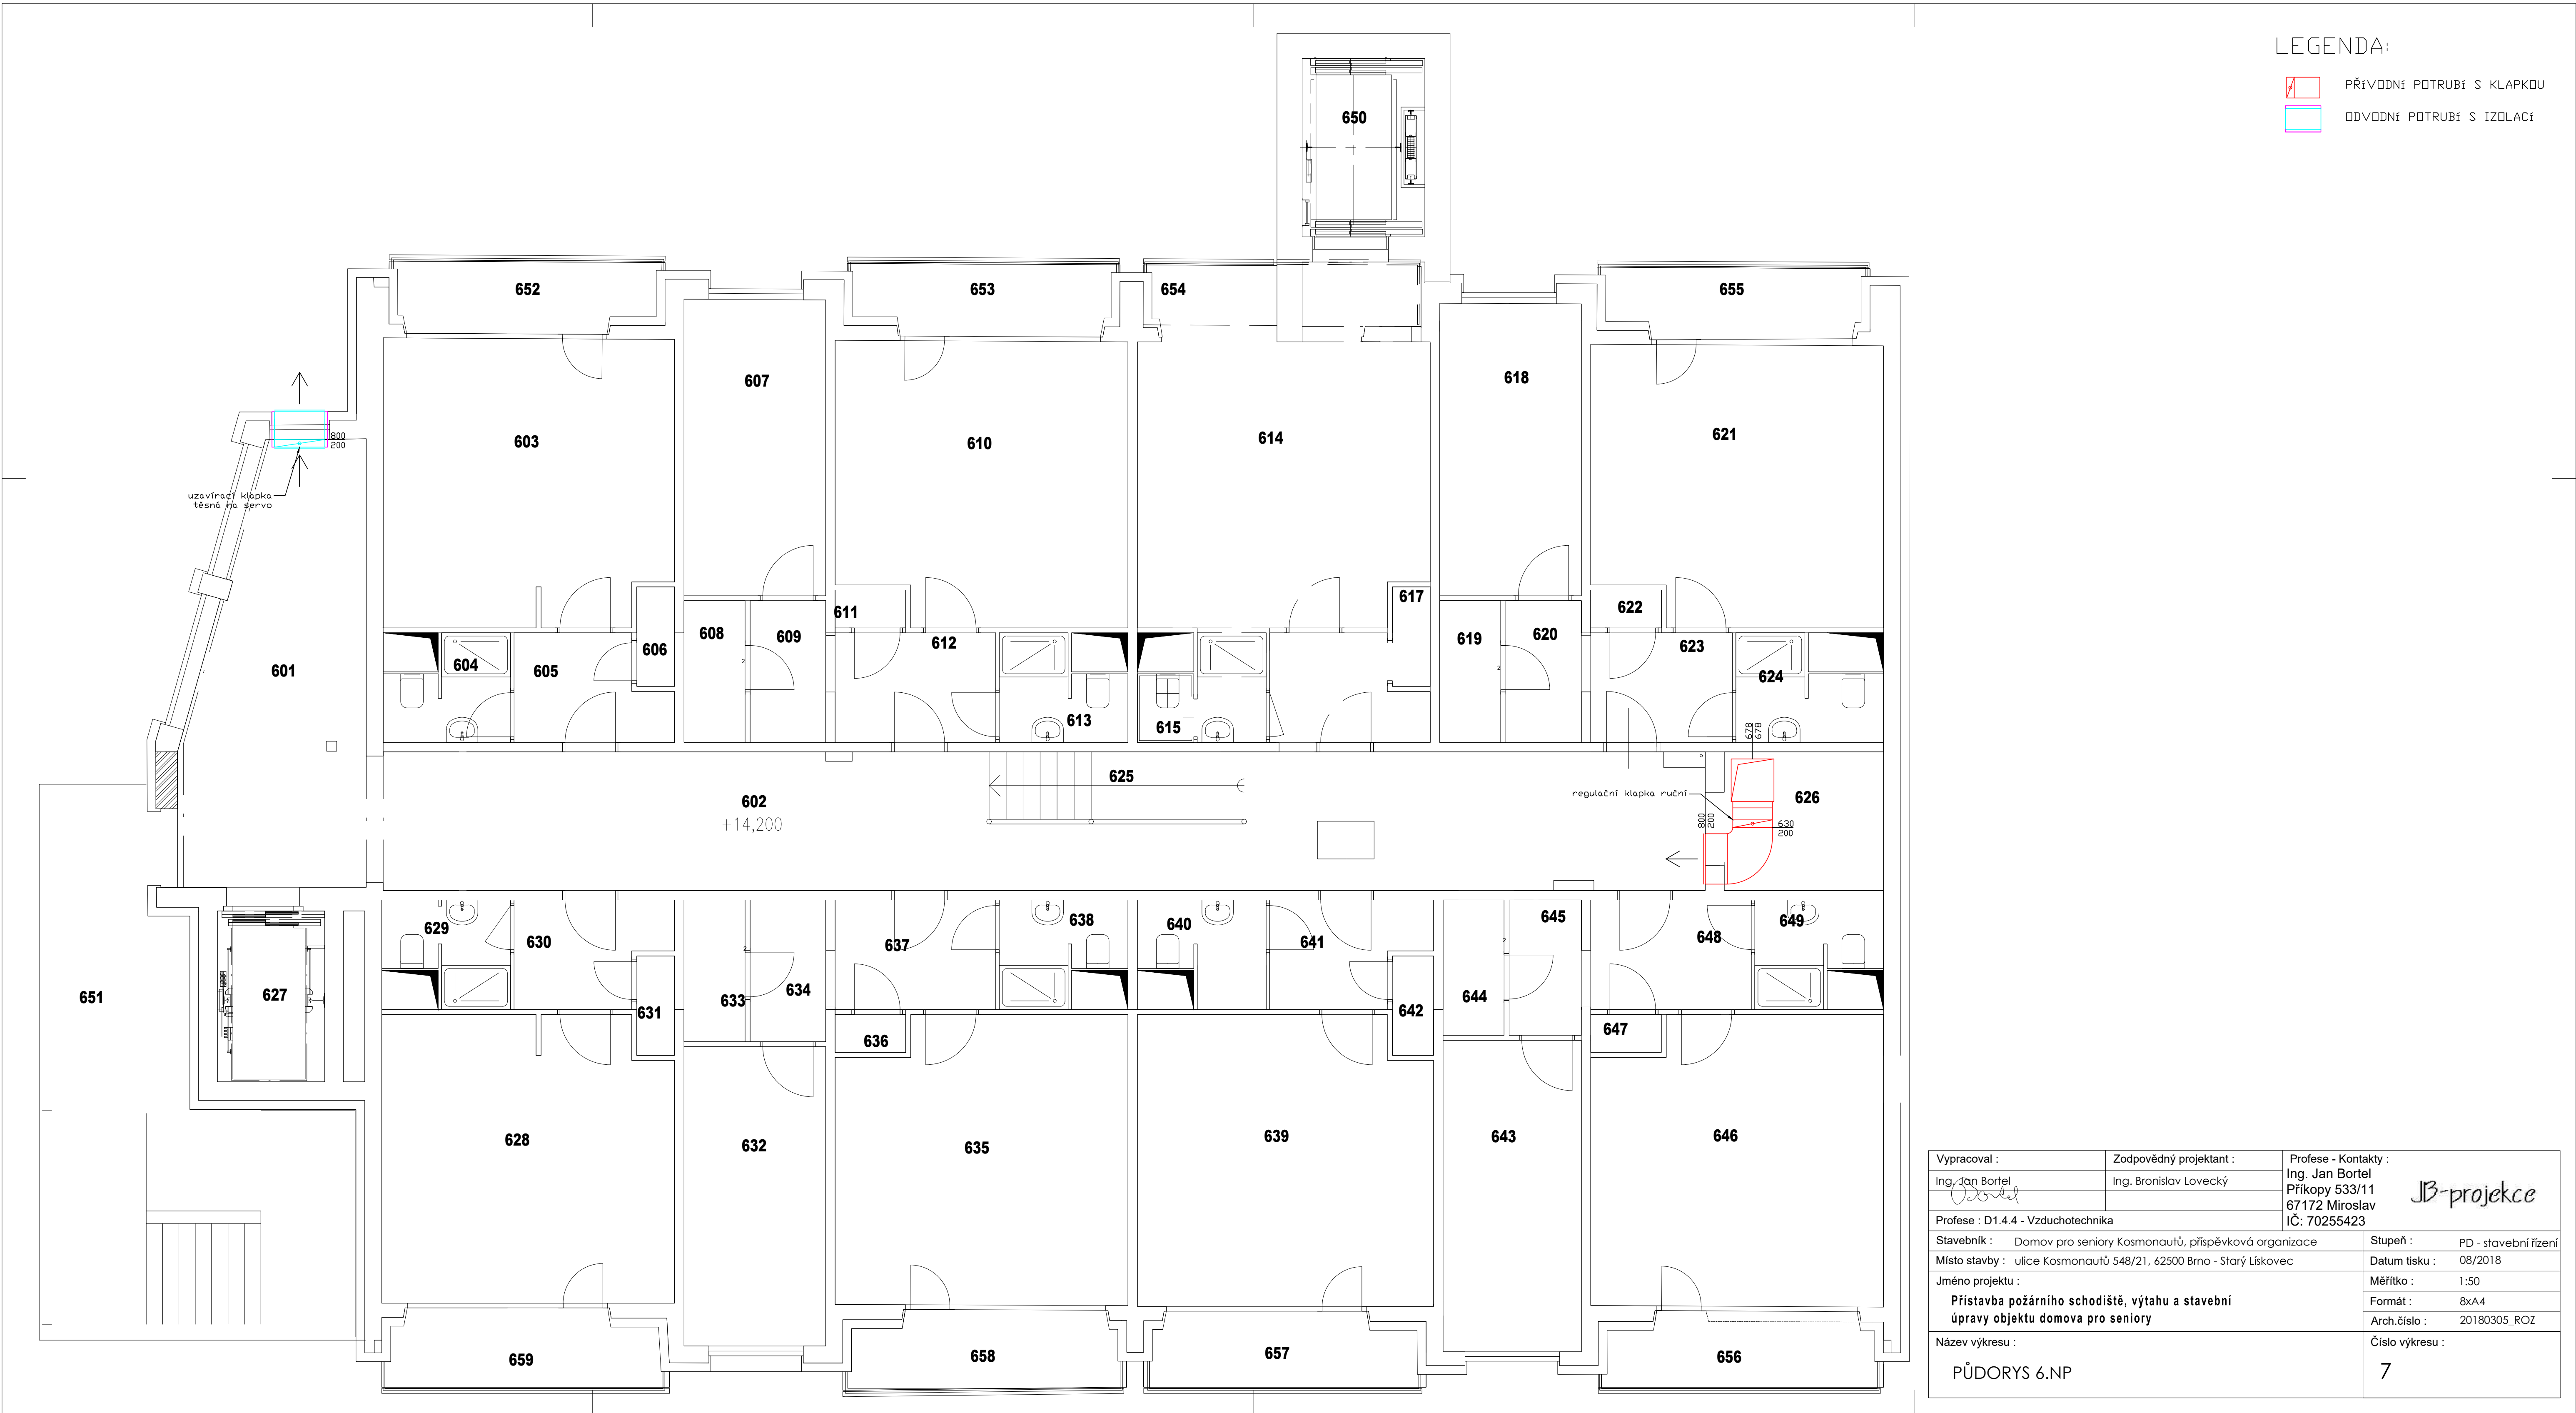 LEGENDA:
PŘÍVODNÍ POTRUBÍ S KLAPKOU
ODVODNÍ POTRUBÍ S IZOLACÍ
650
652
653
654
655
607
618
603
610
614
621
800
200
uzavírací klapka
těsná na servo
601
604
605
606
608
2
609
611
612
613
615
617
619
2
620
622
623
624
678
678
602
+14,200
625
regulační klapka ruční
800
200
630
200
626
651
627
629
630
631
633
2
634
636
637
638
640
641
642
644
2
645
647
648
649
628
632
635
639
643
646
659
658
657
656
Vypracoval :
Zodpovědný projektant :
Profese - Kontakty :
Ing. Jan Bortel
Ing. Bronislav Lovecký
Ing. Jan Bortel
Příkopy 533/11
67172 Miroslav
IČ: 70255423
JB-projekce
Profese : D1.4.4 - Vzduchotechnika
Stavebník : Domov pro seniory Kosmonautů, příspěvková organizace
Stupeň : PD - stavební řízení
Místo stavby : ulice Kosmonautů 548/21, 62500 Brno - Starý Lískovec
Datum tisku : 08/2018
Jméno projektu :
Měřítko : 1:50
Přístavba požárního schodiště, výtahu a stavební
úpravy objektu domova pro seniory
Formát : 8xA4
Arch.číslo : 20180305_ROZ
Název výkresu :
Číslo výkresu :
PŮDORYS 6.NP
7